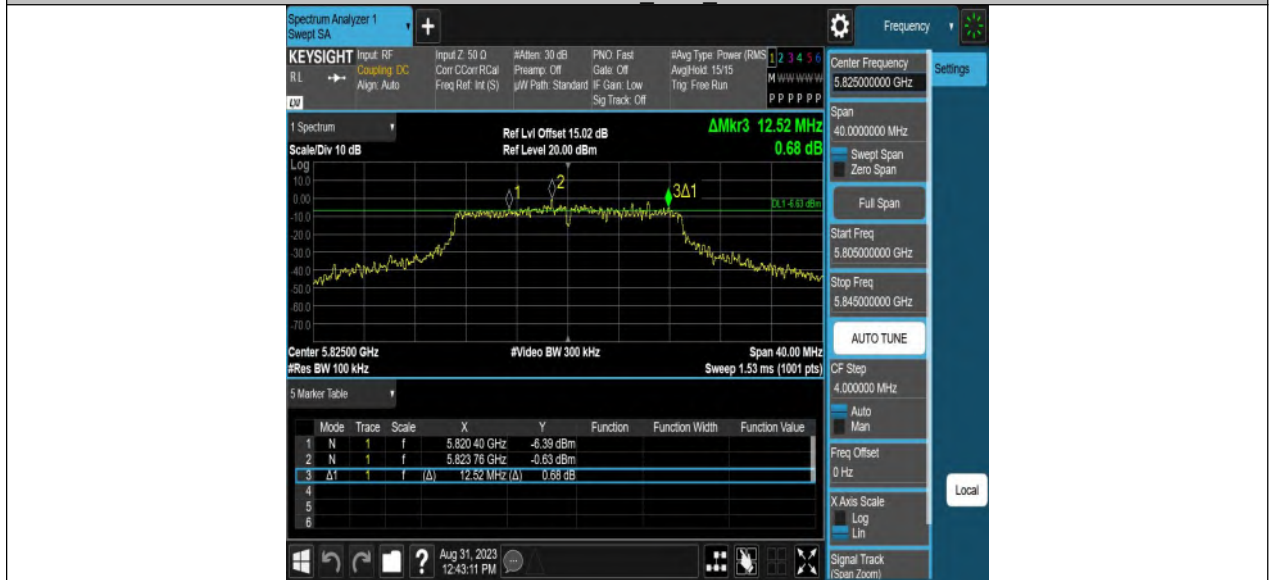 Spectrum Analyzer 1
Swept SA
+
Frequency
KEYSIGHT
RL
LXI
Input: RF
Coupling: DC
Align: Auto
Input Z: 50 Ω
Corr CCorr RCal
Freq Ref: Int (S)
#Atten: 30 dB
Preamp: Off
µW Path: Standard
PNO: Fast
Gate: Off
IF Gain: Low
Sig Track: Off
#Avg Type: Power (RMS
Avg|Hold: 15/15
Trig: Free Run
1 2 3 4 5 6
M W W W W W
P P P P P P
Center Frequency
5.825000000 GHz
Settings
1 Spectrum
Scale/Div 10 dB
Ref Lvl Offset 15.02 dB
Ref Level 20.00 dBm
ΔMkr3 12.52 MHz
0.68 dB
Span
40.0000000 MHz
Swept Span
Zero Span
Full Span
Start Freq
5.805000000 GHz
Stop Freq
5.845000000 GHz
AUTO TUNE
Log
10.0
0.00
-10.0
-20.0
-30.0
-40.0
-50.0
-60.0
-70.0
1
2
3Δ1
DL1 -6.63 dBm
Center 5.82500 GHz
#Res BW 100 kHz
#Video BW 300 kHz
Span 40.00 MHz
Sweep 1.53 ms (1001 pts)
CF Step
4.000000 MHz
Auto
Man
Freq Offset
0 Hz
X Axis Scale
Log
Lin
Signal Track
(Span Zoom)
Local
5 Marker Table
Mode Trace Scale X Y Function Function Width Function Value
1 N 1 f 5.820 40 GHz -6.39 dBm
2 N 1 f 5.823 76 GHz -0.63 dBm
3 Δ1 1 f (Δ) 12.52 MHz (Δ) 0.68 dB
4
5
6
?
Aug 31, 2023
12:43:11 PM